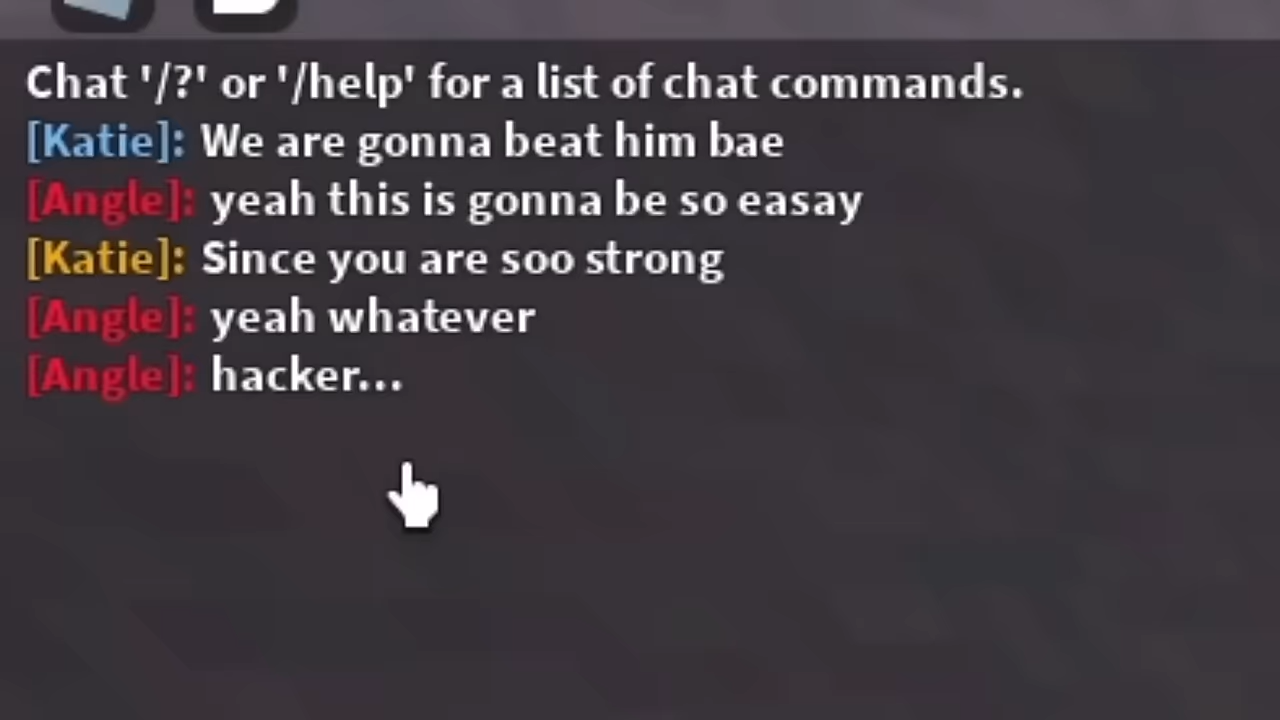 Chat '/?' or '/help' for a list of chat commands.
[Katie]: We are gonna beat him bae
[Angle]: yeah this is gonna be so easay
[Katie]: Since you are soo strong
[Angle]: yeah whatever
[Angle]: hacker...